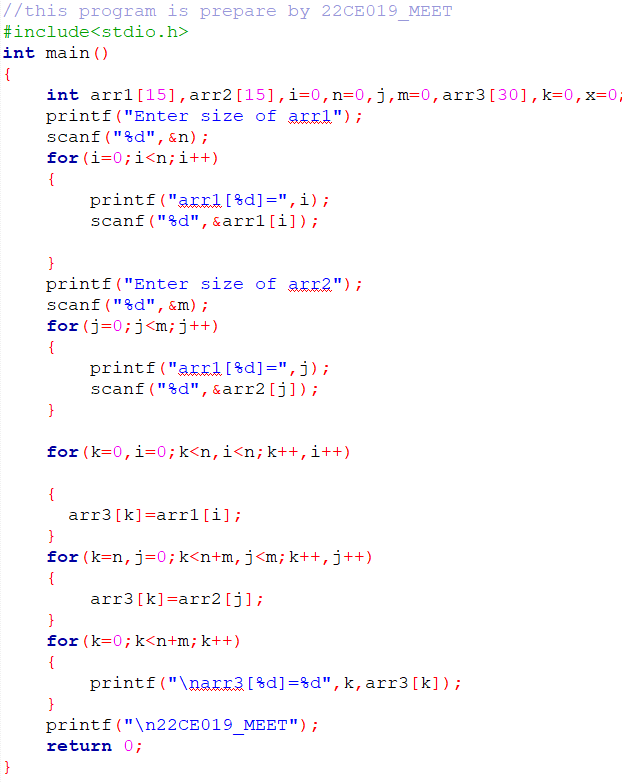 //this program is prepare by 22CE019_MEET
#include<stdio.h>
int main()
{
    int arr1[15],arr2[15],i=0,n=0,j,m=0,arr3[30],k=0,x=0;
    printf("Enter size of arr1");
    scanf("%d",&n);
    for(i=0;i<n;i++)
    {
        printf("arr1[%d]=",i);
        scanf("%d",&arr1[i]);

    }
    printf("Enter size of arr2");
    scanf("%d",&m);
    for(j=0;j<m;j++)
    {
        printf("arr1[%d]=",j);
        scanf("%d",&arr2[j]);
    }

    for(k=0,i=0;k<n,i<n;k++,i++)

    {
      arr3[k]=arr1[i];
    }
    for(k=n,j=0;k<n+m,j<m;k++,j++)
    {
        arr3[k]=arr2[j];
    }
    for(k=0;k<n+m;k++)
    {
        printf("\narr3[%d]=%d",k,arr3[k]);
    }
    printf("\n22CE019_MEET");
    return 0;
}